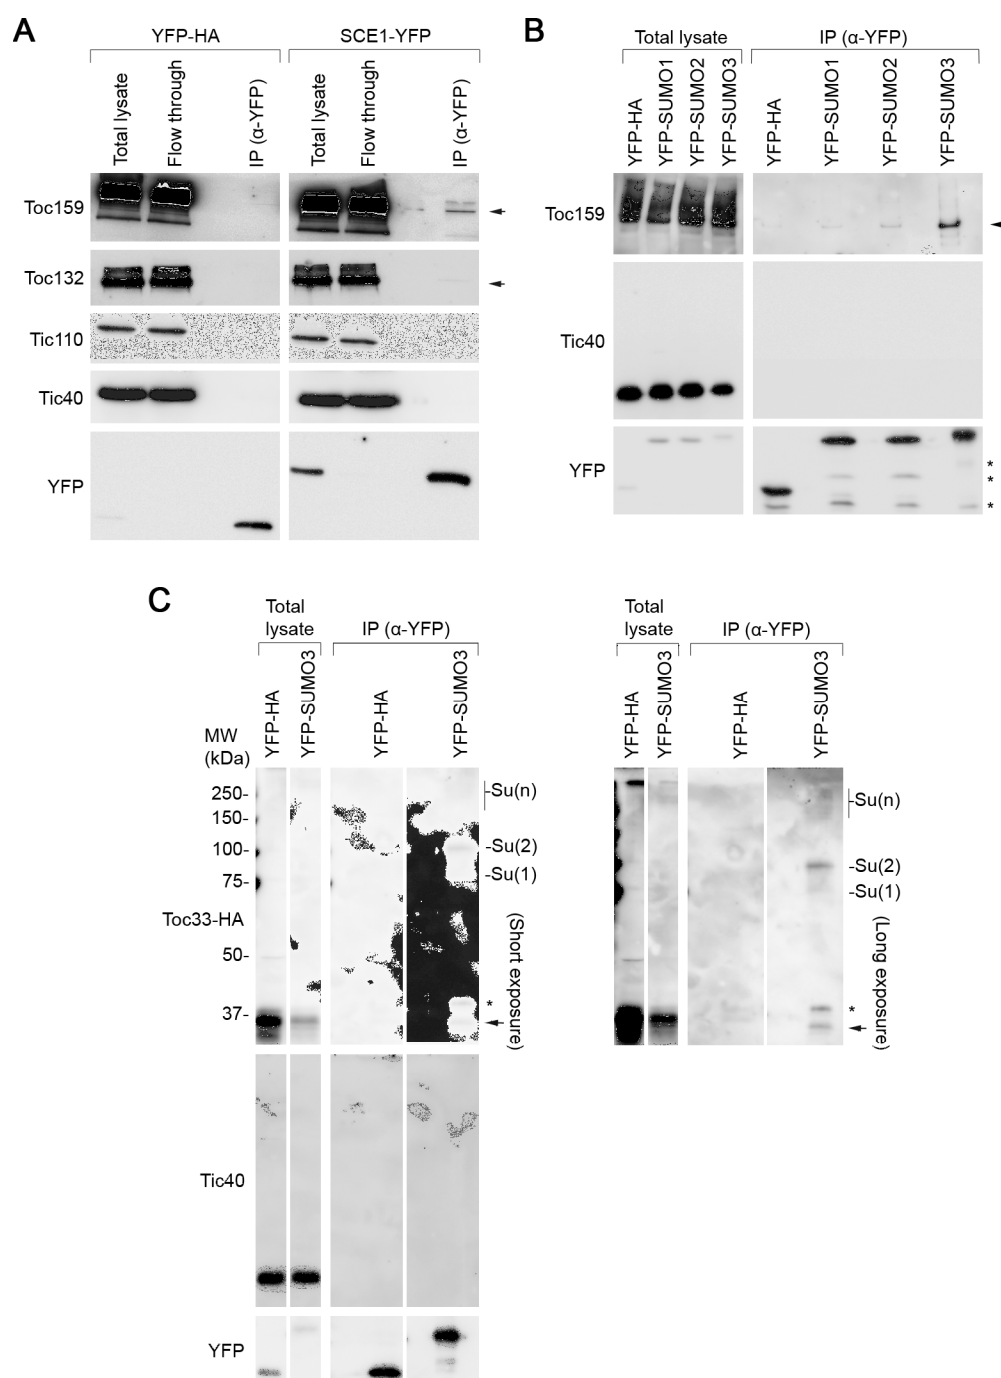 A
YFP-HA
SCE1-YFP
Total lysate
Flow through
IP (α-YFP)
Total lysate
Flow through
IP (α-YFP)
Toc159
Toc132
Tic110
Tic40
YFP
B
Total lysate
IP (α-YFP)
YFP-HA
YFP-SUMO1
YFP-SUMO2
YFP-SUMO3
YFP-HA
YFP-SUMO1
YFP-SUMO2
YFP-SUMO3
Toc159
Tic40
YFP
*
*
*
C
Total
lysate
IP (α-YFP)
YFP-HA
YFP-SUMO3
YFP-HA
YFP-SUMO3
MW
(kDa)
250-
150-
100-
75-
Toc33-HA
50-
37-
-Su(n)
-Su(2)
-Su(1)
*
(Short exposure)
Tic40
YFP
Total
lysate
IP (α-YFP)
YFP-HA
YFP-SUMO3
YFP-HA
YFP-SUMO3
-Su(n)
-Su(2)
-Su(1)
*
(Long exposure)